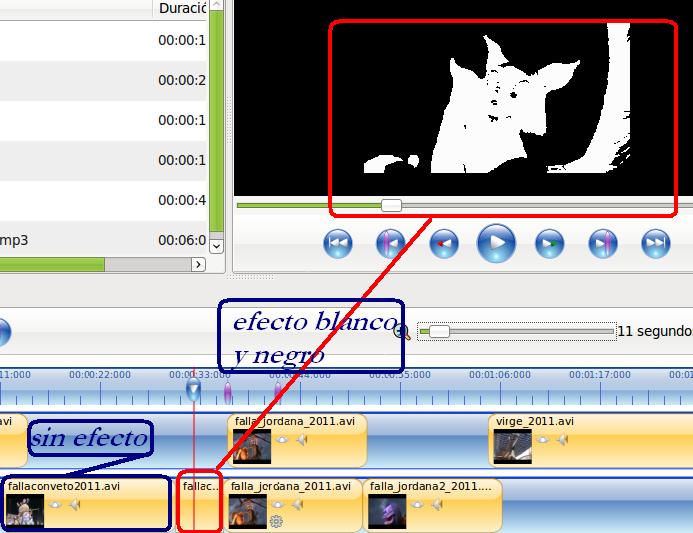 Duració
00:00:1
00:00:2
00:00:1
00:00:1
00:00:4
mp3 00:06:0
efecto blanco
y negro
11 segundo
11:000 00:00:22:000 00:00:33:000 00:00:44:000 00:00:55:000 00:01:06:000 00:01:17:000
avi falla_jordana_2011.avi virge_2011.avi
sin efecto
fallaconveto2011.avi fallac... falla_jordana_2011.avi falla_jordana2_2011....